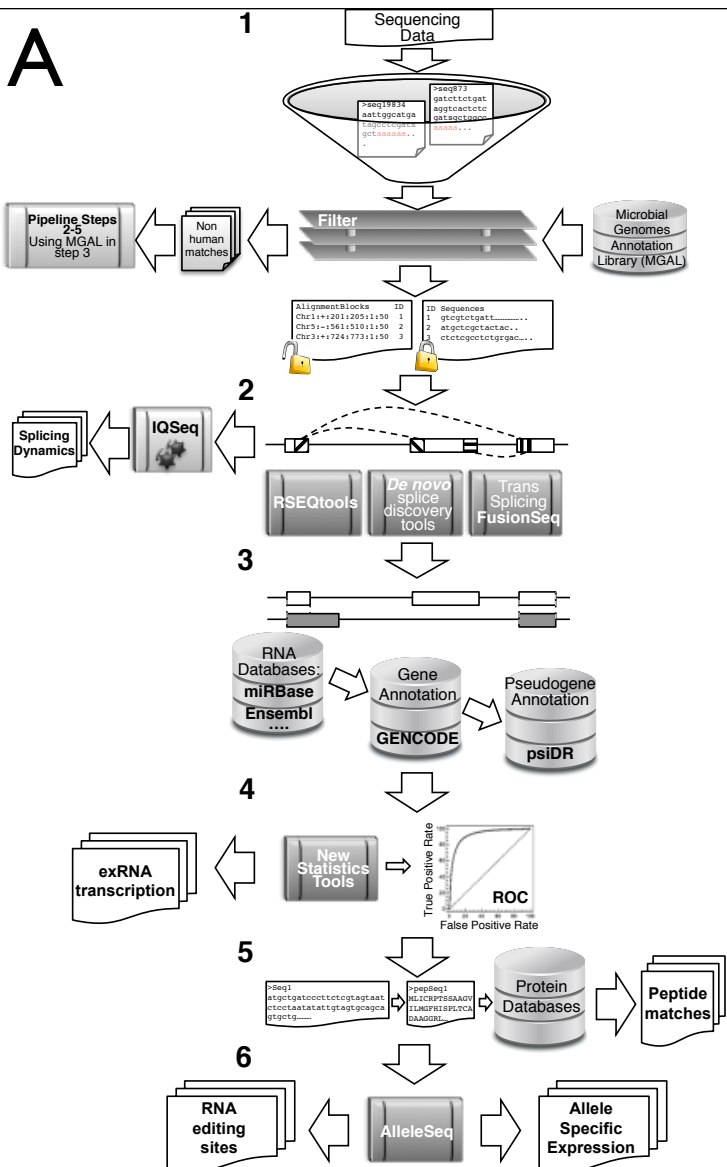 A
1
Sequencing
Data
>seq19834
aattggcatga
tagcctcgats
gctaaaaaa..
.
>seq873
gatcttctgat
aggtcactctc
gatsgctggcc
aaaaa...
Pipeline Steps
2-5
Using MGAL in
step 3
Non
human
matches
Filter
Microbial
Genomes
Annotation
Library (MGAL)
AlignmentBlocks ID
Chr1:+:201:205:1:50 1
Chr5:-:561:510:1:50 2
Chr3:+:724:773:1:50 3
ID Sequences
1 gtcgtctgatt……………..
2 atgctcgctactac..
3 ctctcgcctctgrgac…..
2
Splicing
Dynamics
IQSeq
RSEQtools
De novo
splice
discovery
tools
Trans
Splicing
FusionSeq
3
RNA
Databases:
miRBase
Ensembl
....
Gene
Annotation
GENCODE
Pseudogene
Annotation
psiDR
4
exRNA
transcription
New
Statistics
Tools
True Positive Rate
ROC
False Positive Rate
5
>Seq1
atgctgatcccttctcgtagtaat
ctcctaatatattgtagtgcagca
gtgctg………
>pepSeq1
MLICRPTSSAAGV
ILMGFHISPLTCA
DAAGGRL…
Protein
Databases
Peptide
matches
6
RNA
editing
sites
AlleleSeq
Allele
Specific
Expression